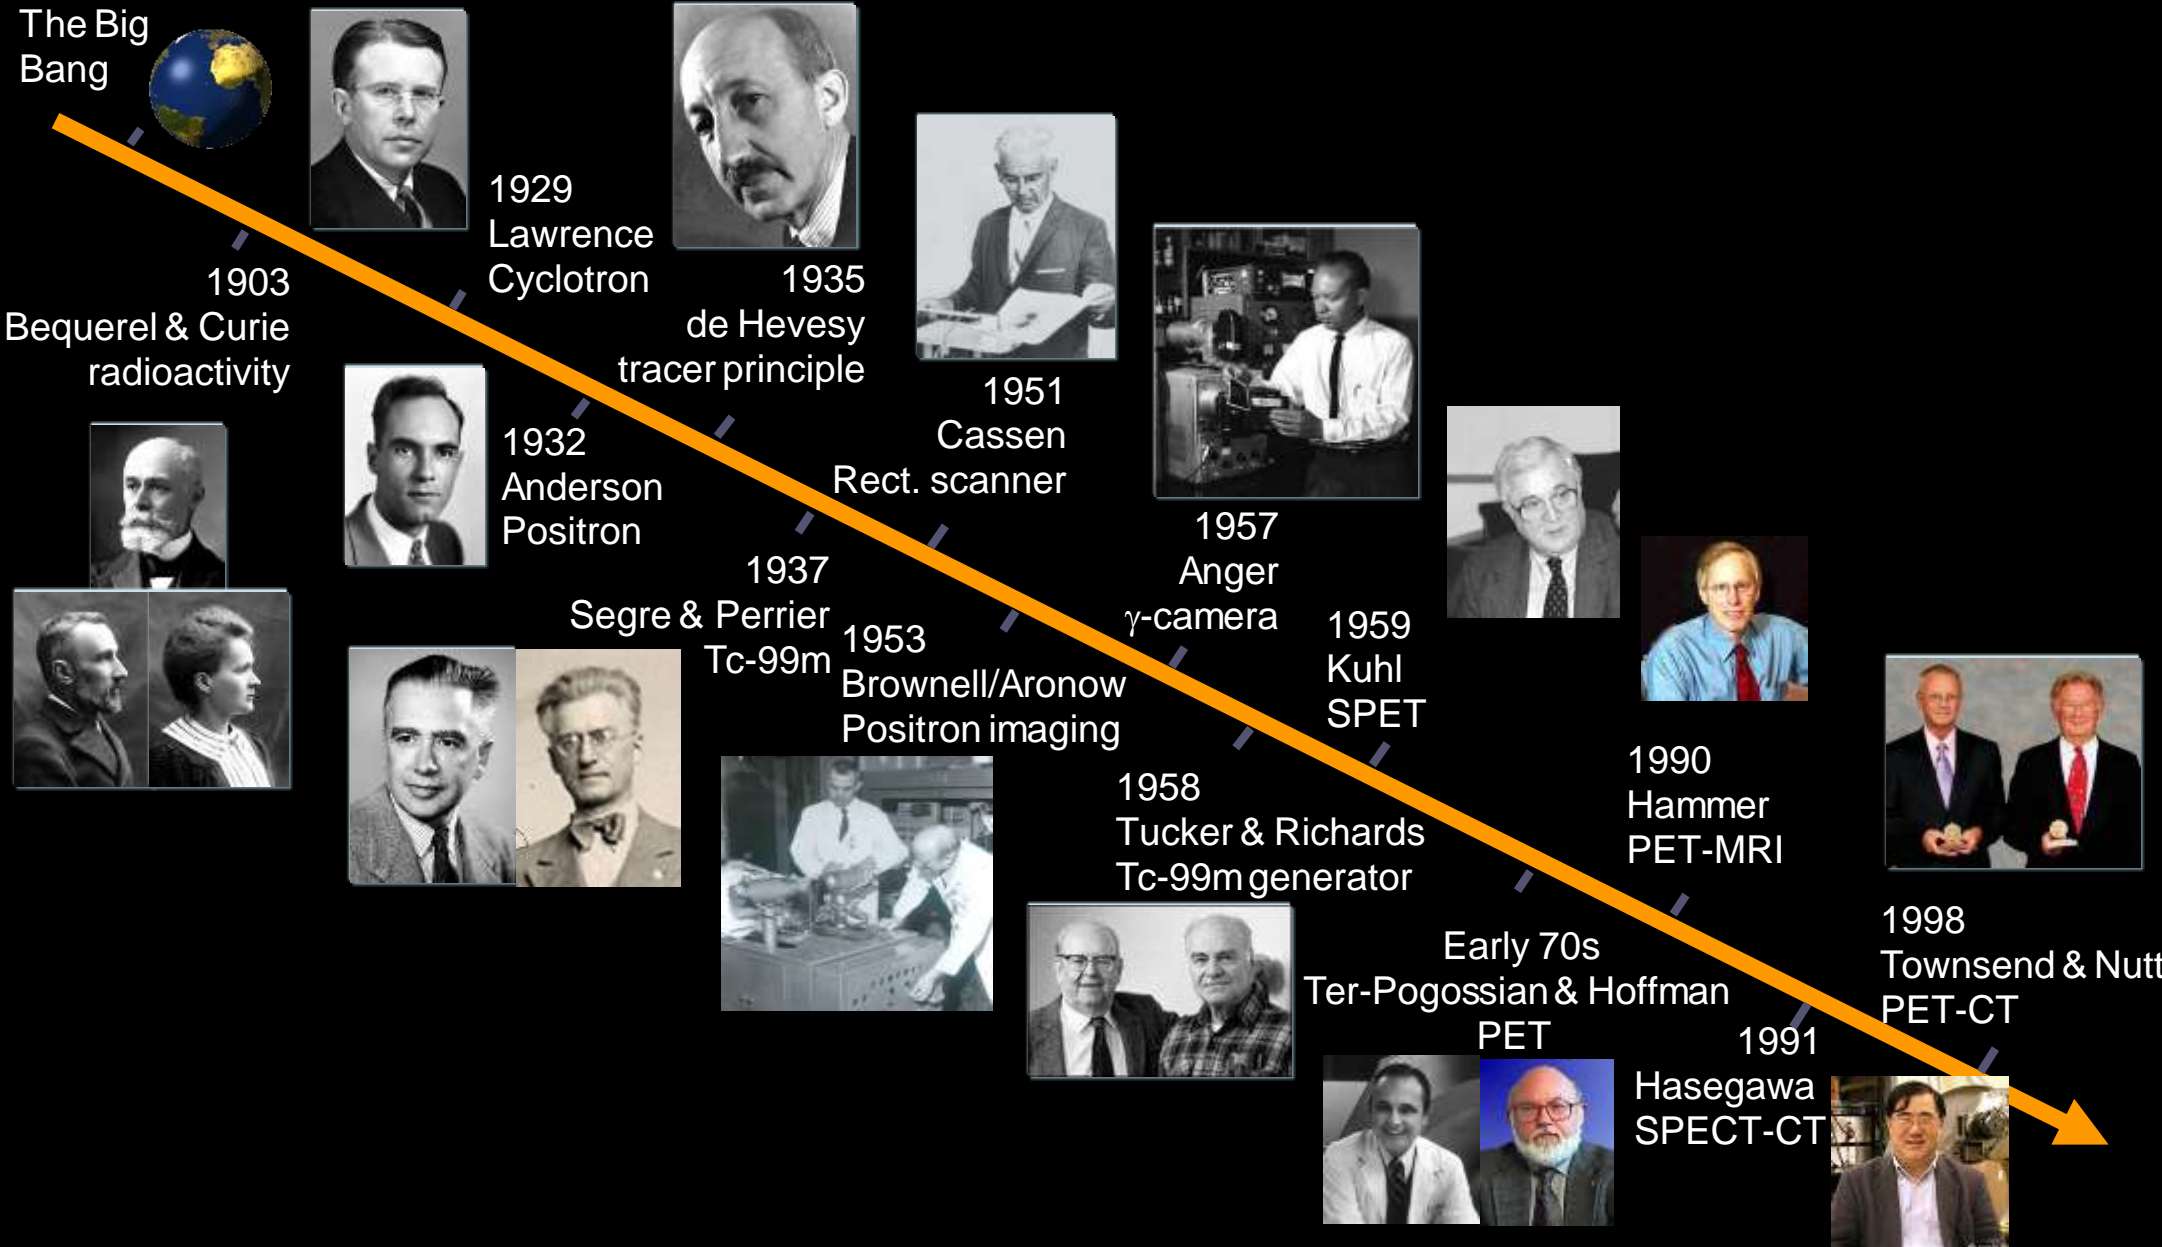 The Big
Bang
1903
Bequerel & Curie
radioactivity
1929
Lawrence
Cyclotron
1932
Anderson
Positron
1935
de Hevesy
tracer principle
1937
Segre & Perrier
Tc-99m
1951
Cassen
Rect. scanner
1953
Brownell/Aronow
Positron imaging
1957
Anger
γ-camera
1958
Tucker & Richards
Tc-99m generator
1959
Kuhl
SPET
Early 70s
Ter-Pogossian & Hoffman
PET
1990
Hammer
PET-MRI
1991
Hasegawa
SPECT-CT
1998
Townsend & Nutt
PET-CT